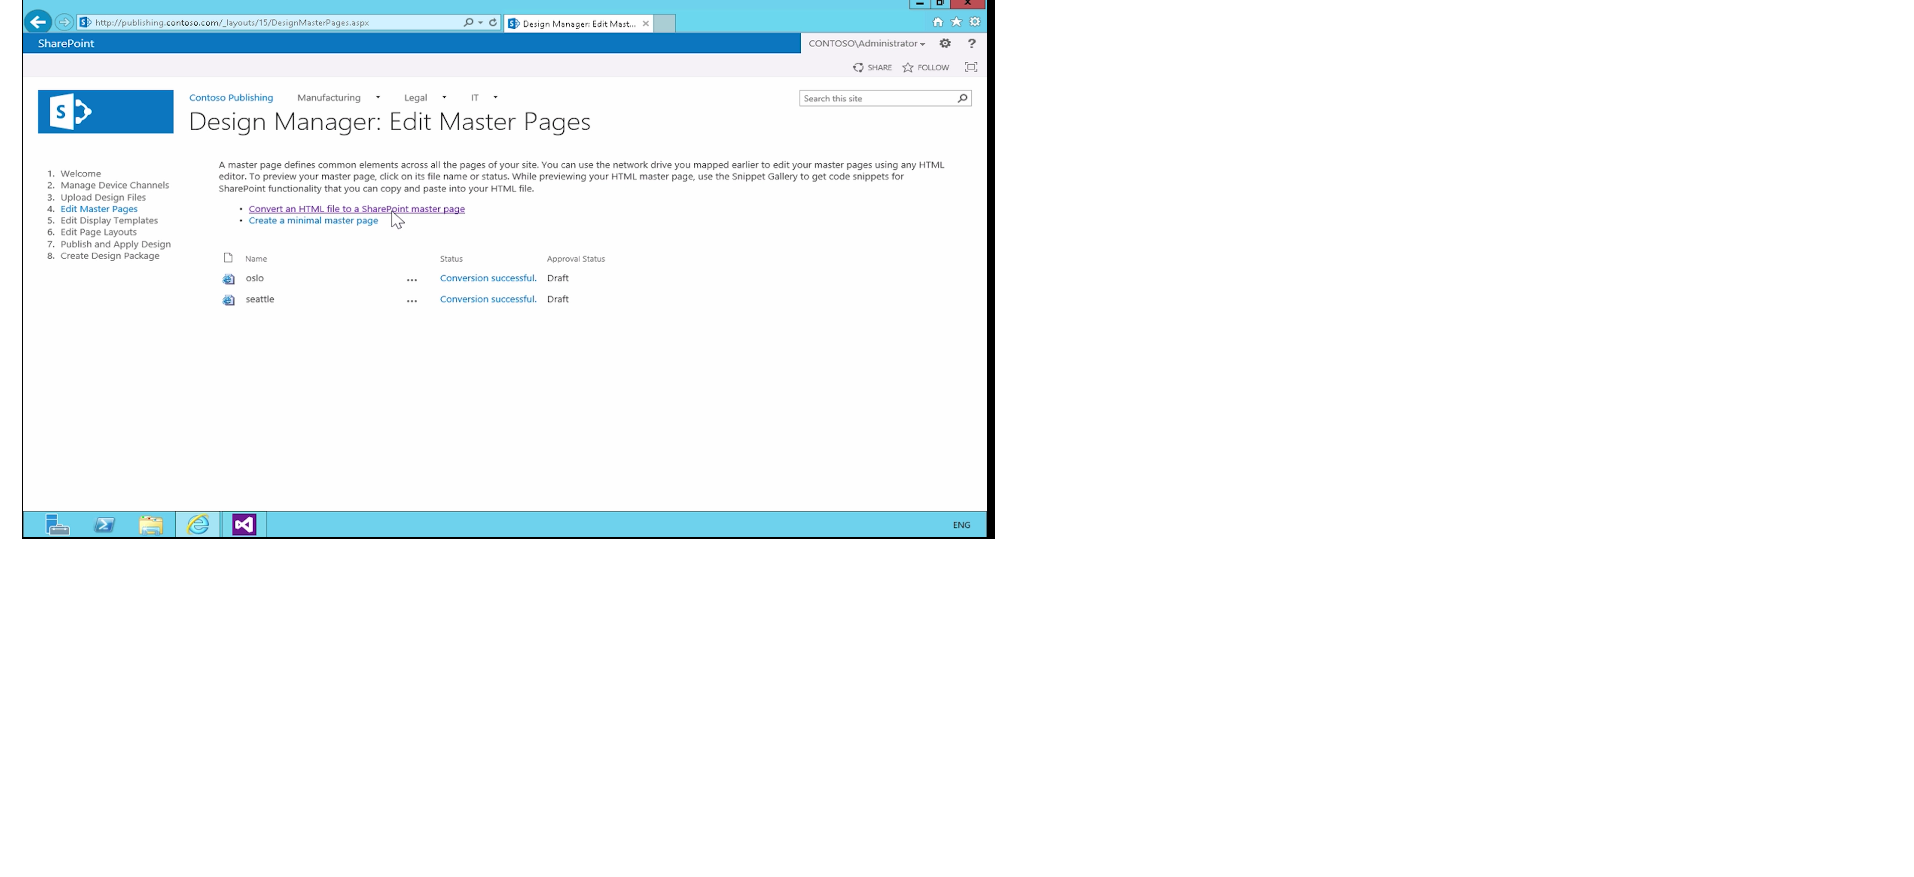 http://publishing.contoso.com/_layouts/15/DesignMasterPages.aspx
Design Manager: Edit Mast...
SharePoint
CONTOSO\Administrator
?
SHARE
FOLLOW
S
Contoso Publishing Manufacturing Legal IT
Search this site
Design Manager: Edit Master Pages
1. Welcome
2. Manage Device Channels
3. Upload Design Files
4. Edit Master Pages
5. Edit Display Templates
6. Edit Page Layouts
7. Publish and Apply Design
8. Create Design Package
A master page defines common elements across all the pages of your site. You can use the network drive you mapped earlier to edit your master pages using any HTML
editor. To preview your master page, click on its file name or status. While previewing your HTML master page, use the Snippet Gallery to get code snippets for
SharePoint functionality that you can copy and paste into your HTML file.
• Convert an HTML file to a SharePoint master page
• Create a minimal master page
Name Status Approval Status
oslo ... Conversion successful. Draft
seattle ... Conversion successful. Draft
ENG